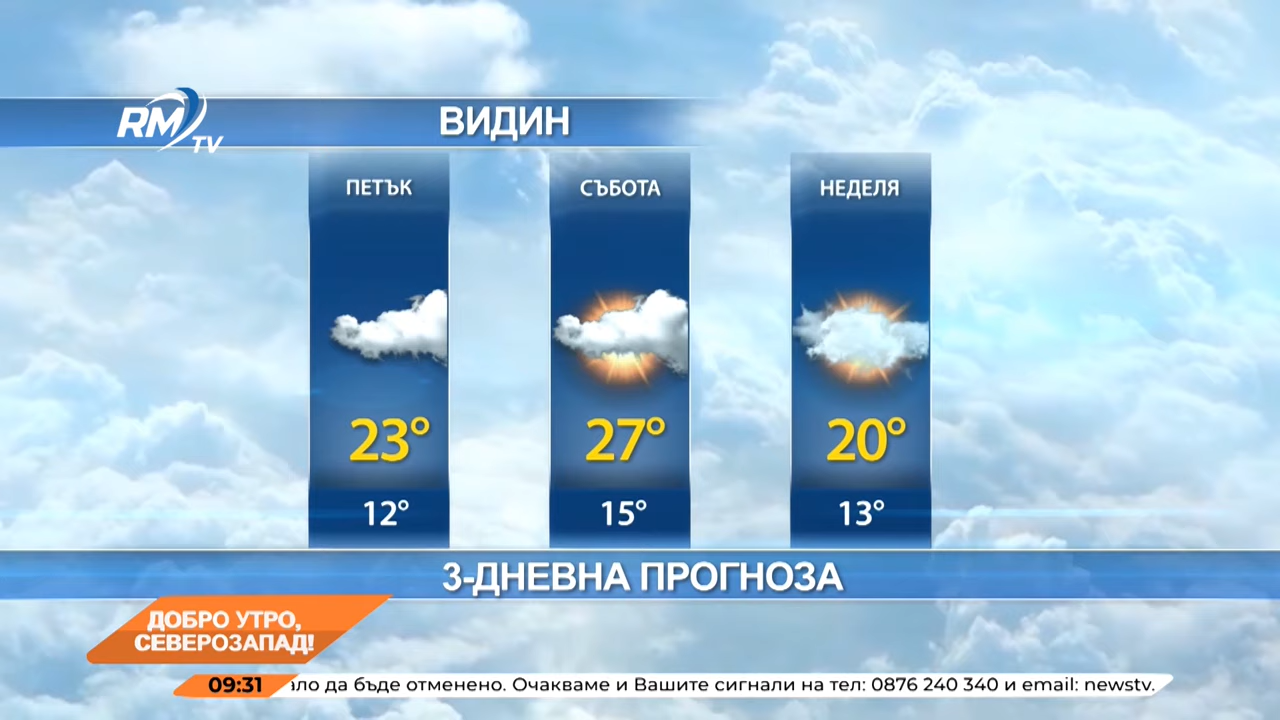 RM TV
ВИДИН
ПЕТЪК
СЪБОТА
НЕДЕЛЯ
23°
27°
20°
12°
15°
13°
3-ДНЕВНА ПРОГНОЗА
ДОБРО УТРО,
СЕВЕРОЗАПАД!
09:31
да бъде отменено. Очакваме и Вашите сигнали на тел: 0876 240 340 и email: newstv.